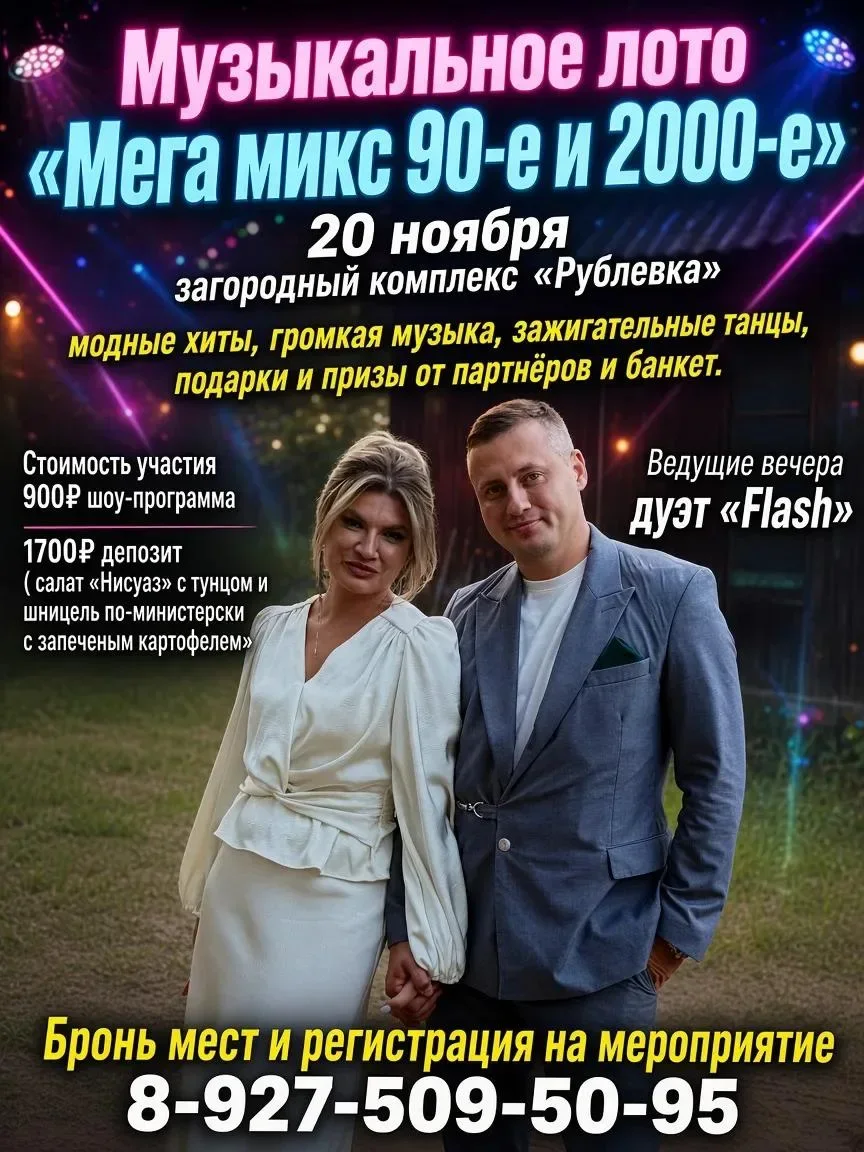 Музыкальное лото
«Мега микс 90-е и 2000-е»
20 ноября
загородный комплекс «Рублевка»
модные хиты, громкая музыка, зажигательные танцы,
подарки и призы от партнёров и банкет.
Стоимость участия
900₽ шоу-программа
1700₽ депозит
( салат «Нисуаз» с тунцом и
шницель по-министерски
с запеченым картофелем»
Ведущие вечера
дуэт «Flash»
Бронь мест и регистрация на мероприятие
8-927-509-50-95